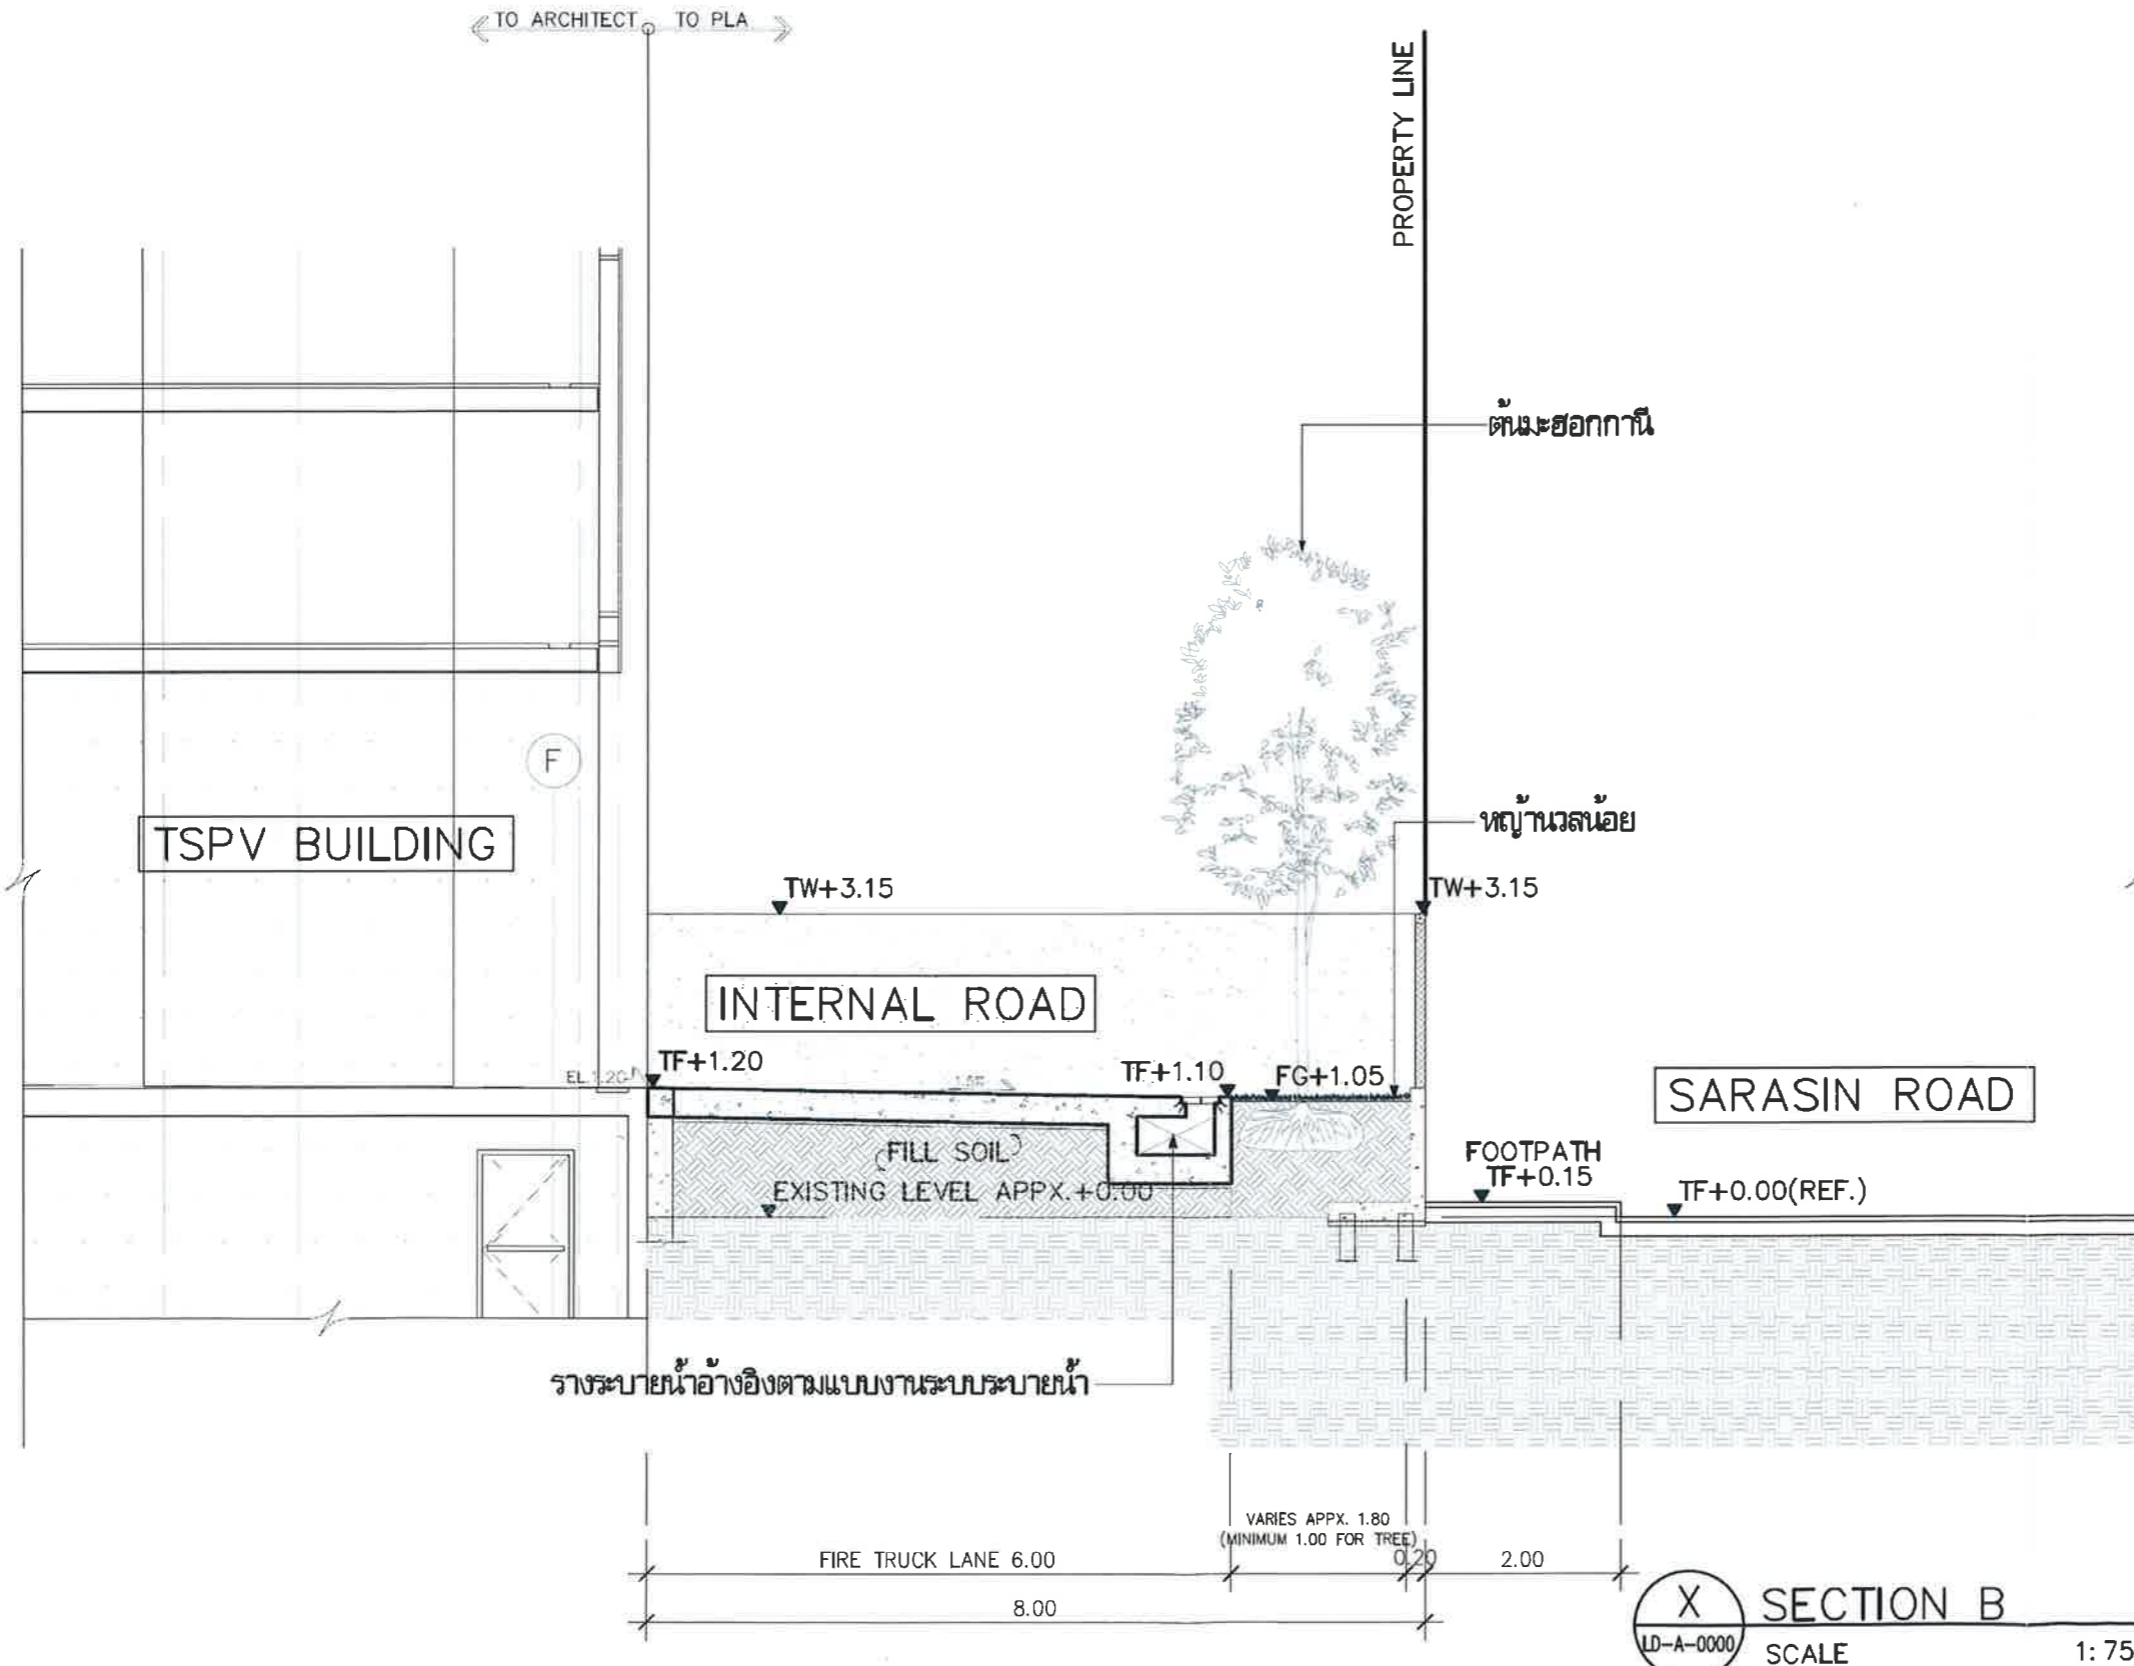 TO ARCHITECT TO PLA
PROPERTY LINE
ต้นมะฮอกกานี
F
TSPV BUILDING
หญ้านวลน้อย
TW+3.15
TW+3.15
INTERNAL ROAD
TF+1.20
TF+1.10
FG+1.05
SARASIN ROAD
FILL SOIL
EXISTING LEVEL APPX.+0.00
FOOTPATH
TF+0.15
TF+0.00(REF.)
รางระบายน้ำอ้างอิงตามแบบงานระบบระบายน้ำ
VARIES APPX. 1.80
(MINIMUM 1.00 FOR TREE)
FIRE TRUCK LANE 6.00
0.20
2.00
8.00
X
LD-A-0000
SECTION B
SCALE 1:75